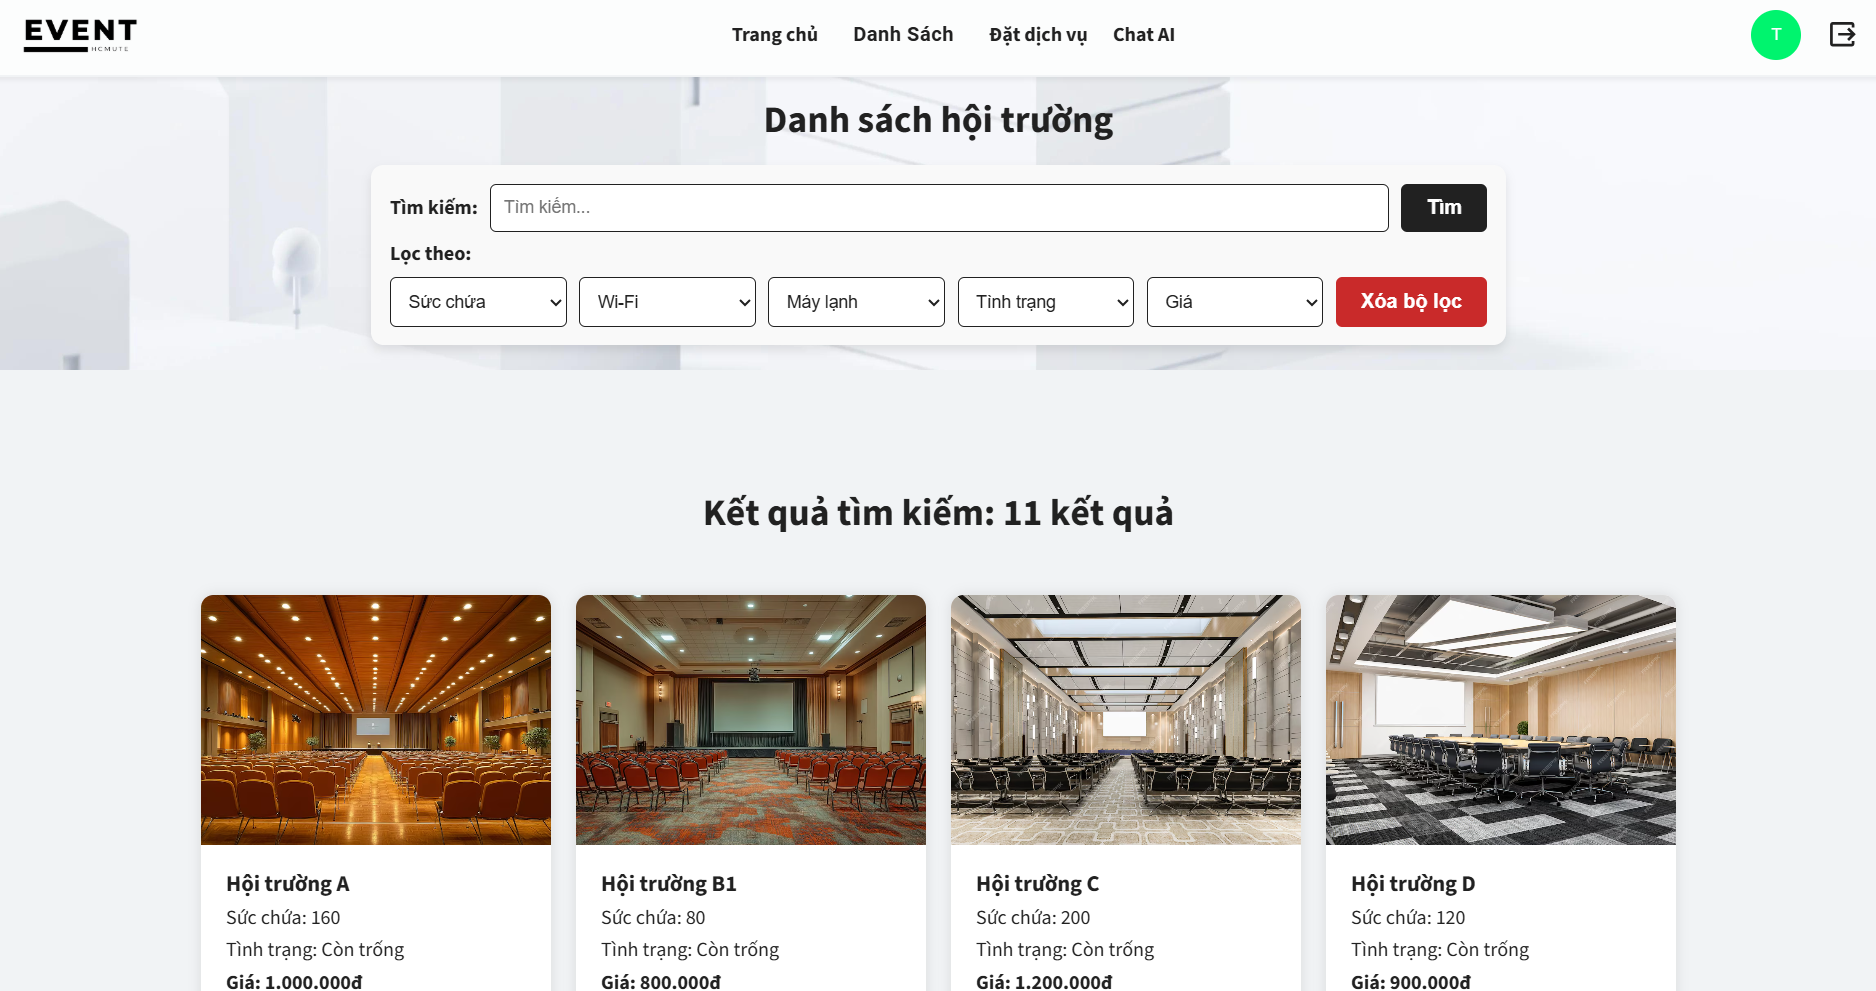 EVENT
HCMUTE
Trang chủ
Danh Sách
Đặt dịch vụ
Chat AI
T
Danh sách hội trường
Tìm kiếm:
Tìm kiếm...
Tìm
Lọc theo:
Sức chứa
Wi-Fi
Máy lạnh
Tình trạng
Giá
Xóa bộ lọc
Kết quả tìm kiếm: 11 kết quả
Hội trường A
Sức chứa: 160
Tình trạng: Còn trống
Giá: 1.000.000đ
Hội trường B1
Sức chứa: 80
Tình trạng: Còn trống
Giá: 800.000đ
Hội trường C
Sức chứa: 200
Tình trạng: Còn trống
Giá: 1.200.000đ
Hội trường D
Sức chứa: 120
Tình trạng: Còn trống
Giá: 900.000đ